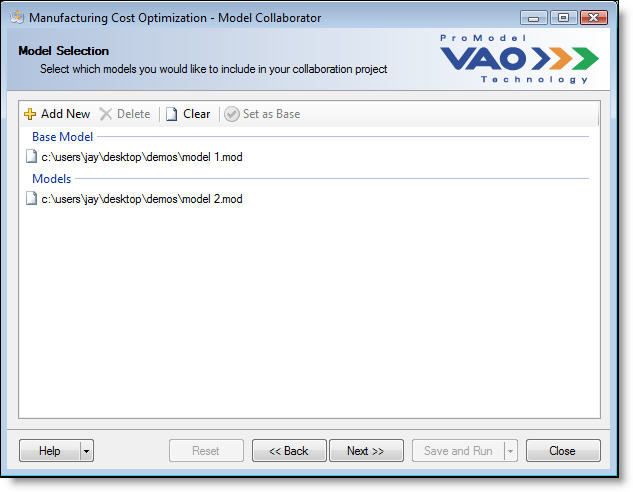 Manufacturing Cost Optimization - Model Collaborator
Model Selection
Select which models you would like to include in your collaboration project
ProModel
VAO
Technology
Add New Delete Clear Set as Base
Base Model
c:\users\jay\desktop\demos\model 1.mod
Models
c:\users\jay\desktop\demos\model 2.mod
Help Reset << Back Next >> Save and Run Close